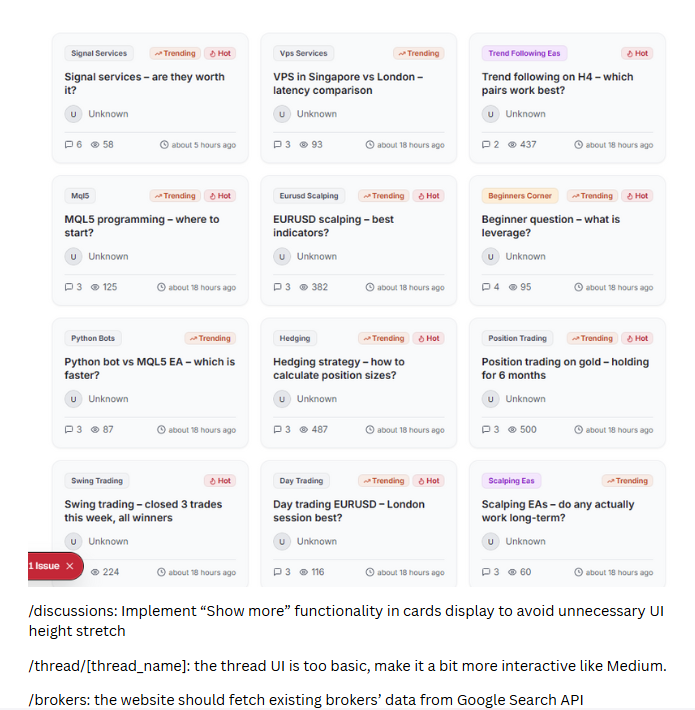 Signal Services Trending Hot
Signal services – are they worth
it?
U Unknown
6 58 about 5 hours ago
Vps Services Trending
VPS in Singapore vs London –
latency comparison
U Unknown
3 93 about 18 hours ago
Trend Following Eas Hot
Trend following on H4 – which
pairs work best?
U Unknown
2 437 about 18 hours ago
Mql5 Trending Hot
MQL5 programming – where to
start?
U Unknown
3 125 about 18 hours ago
Eurusd Scalping Trending Hot
EURUSD scalping – best
indicators?
U Unknown
3 382 about 18 hours ago
Beginners Corner Trending Hot
Beginner question – what is
leverage?
U Unknown
4 95 about 18 hours ago
Python Bots Trending
Python bot vs MQL5 EA – which is
faster?
U Unknown
3 87 about 18 hours ago
Hedging Trending Hot
Hedging strategy – how to
calculate position sizes?
U Unknown
3 487 about 18 hours ago
Position Trading Trending Hot
Position trading on gold – holding
for 6 months
U Unknown
3 500 about 18 hours ago
Swing Trading Hot
Swing trading – closed 3 trades
this week, all winners
U Unknown
1 Issue 224 about 18 hours ago
Day Trading Trending Hot
Day trading EURUSD – London
session best?
U Unknown
3 116 about 18 hours ago
Scalping Eas Trending
Scalping EAs – do any actually
work long-term?
U Unknown
3 60 about 18 hours ago
/discussions: Implement “Show more” functionality in cards display to avoid unnecessary UI
height stretch
/thread/[thread_name]: the thread UI is too basic, make it a bit more interactive like Medium.
/brokers: the website should fetch existing brokers’ data from Google Search API